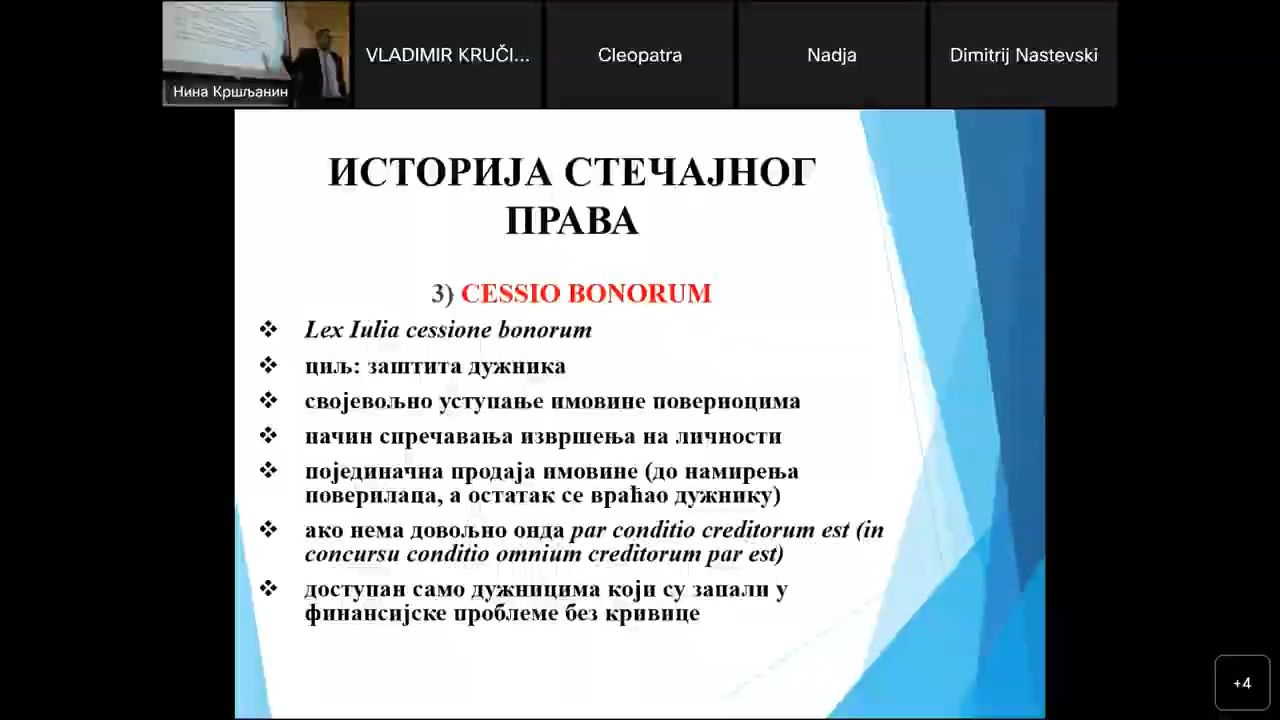 Нина Кршљанин
VLADIMIR KRUČI...
Cleopatra
Nadja
Dimitrij Nastevski
ИСТОРИЈА СТЕЧАЈНОГ
ПРАВА
3) CESSIO BONORUM
❖ Lex Iulia cessione bonorum
❖ циљ: заштита дужника
❖ својевољно уступање имовине повериоцима
❖ начин спречавања извршења на личности
❖ појединачна продаја имовине (до намирења
поверилаца, а остатак се враћао дужнику)
❖ ако нема довољно онда par conditio creditorum est (in
concursu conditio omnium creditorum par est)
❖ доступан само дужницима који су запали у
финансијске проблеме без кривице
+4